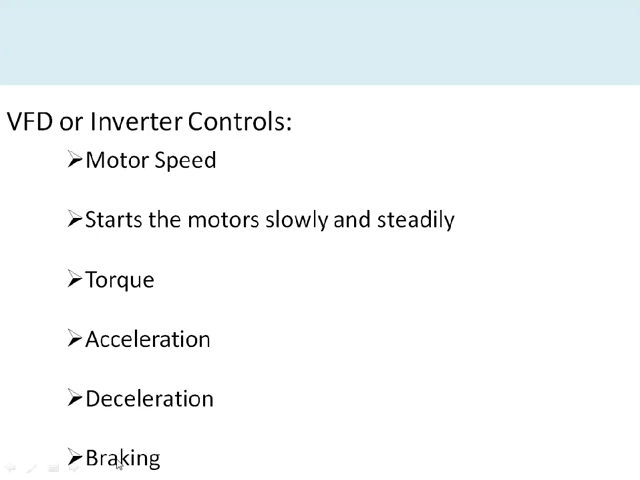 VFD or Inverter Controls:
➢Motor Speed
➢Starts the motors slowly and steadily
➢Torque
➢Acceleration
➢Deceleration
➢Braking